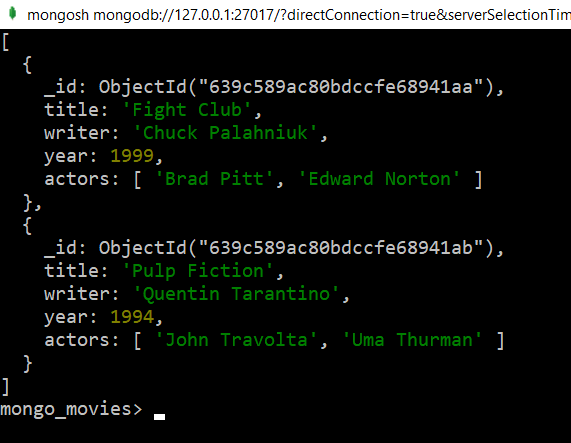 mongosh mongodb://127.0.0.1:27017/?directConnection=true&serverSelectionTim
[
  {
    _id: ObjectId("639c589ac80bdccfe68941aa"),
    title: 'Fight Club',
    writer: 'Chuck Palahniuk',
    year: 1999,
    actors: [ 'Brad Pitt', 'Edward Norton' ]
  },
  {
    _id: ObjectId("639c589ac80bdccfe68941ab"),
    title: 'Pulp Fiction',
    writer: 'Quentin Tarantino',
    year: 1994,
    actors: [ 'John Travolta', 'Uma Thurman' ]
  }
]
mongo_movies>